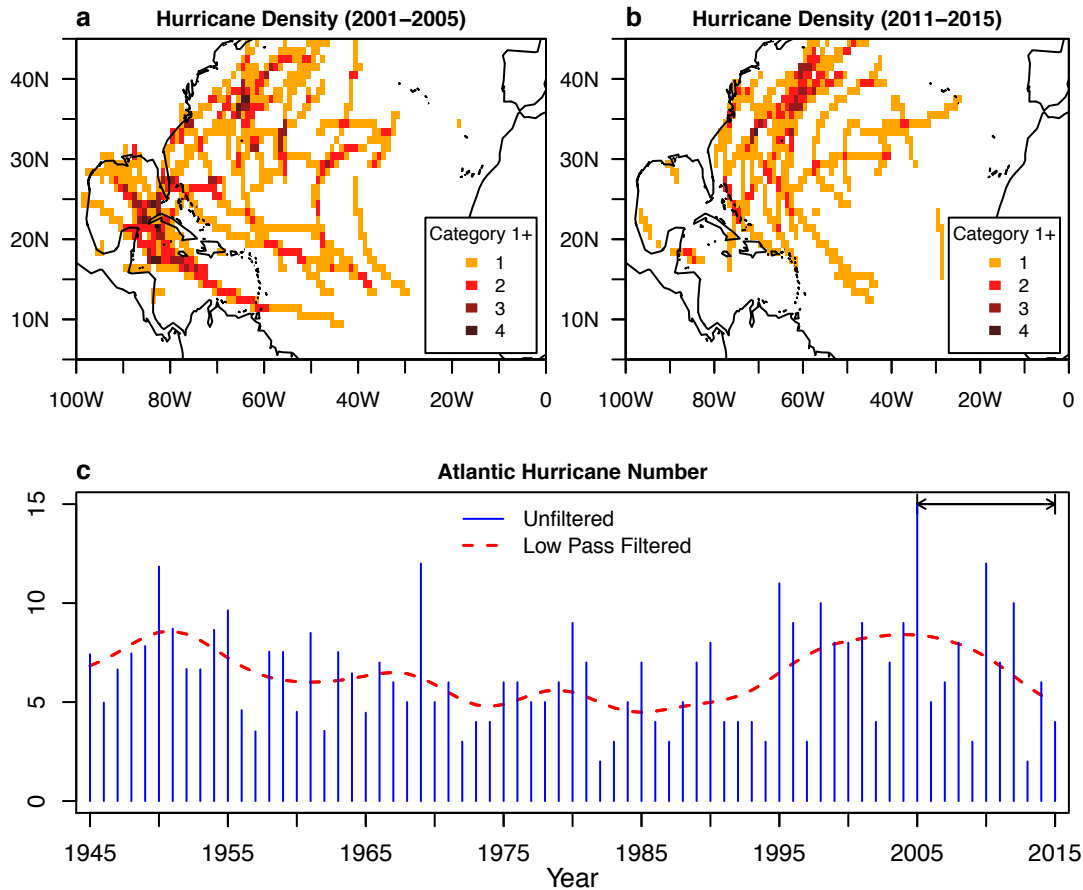 a Hurricane Density (2001−2005)
40N
30N
20N
10N
100W 80W 60W 40W 20W 0
Category 1+
1
2
3
4
b Hurricane Density (2011−2015)
40N
30N
20N
10N
100W 80W 60W 40W 20W 0
Category 1+
1
2
3
4
c Atlantic Hurricane Number
15
10
5
0
Unfiltered
Low Pass Filtered
1945 1955 1965 1975 1985 1995 2005 2015
Year